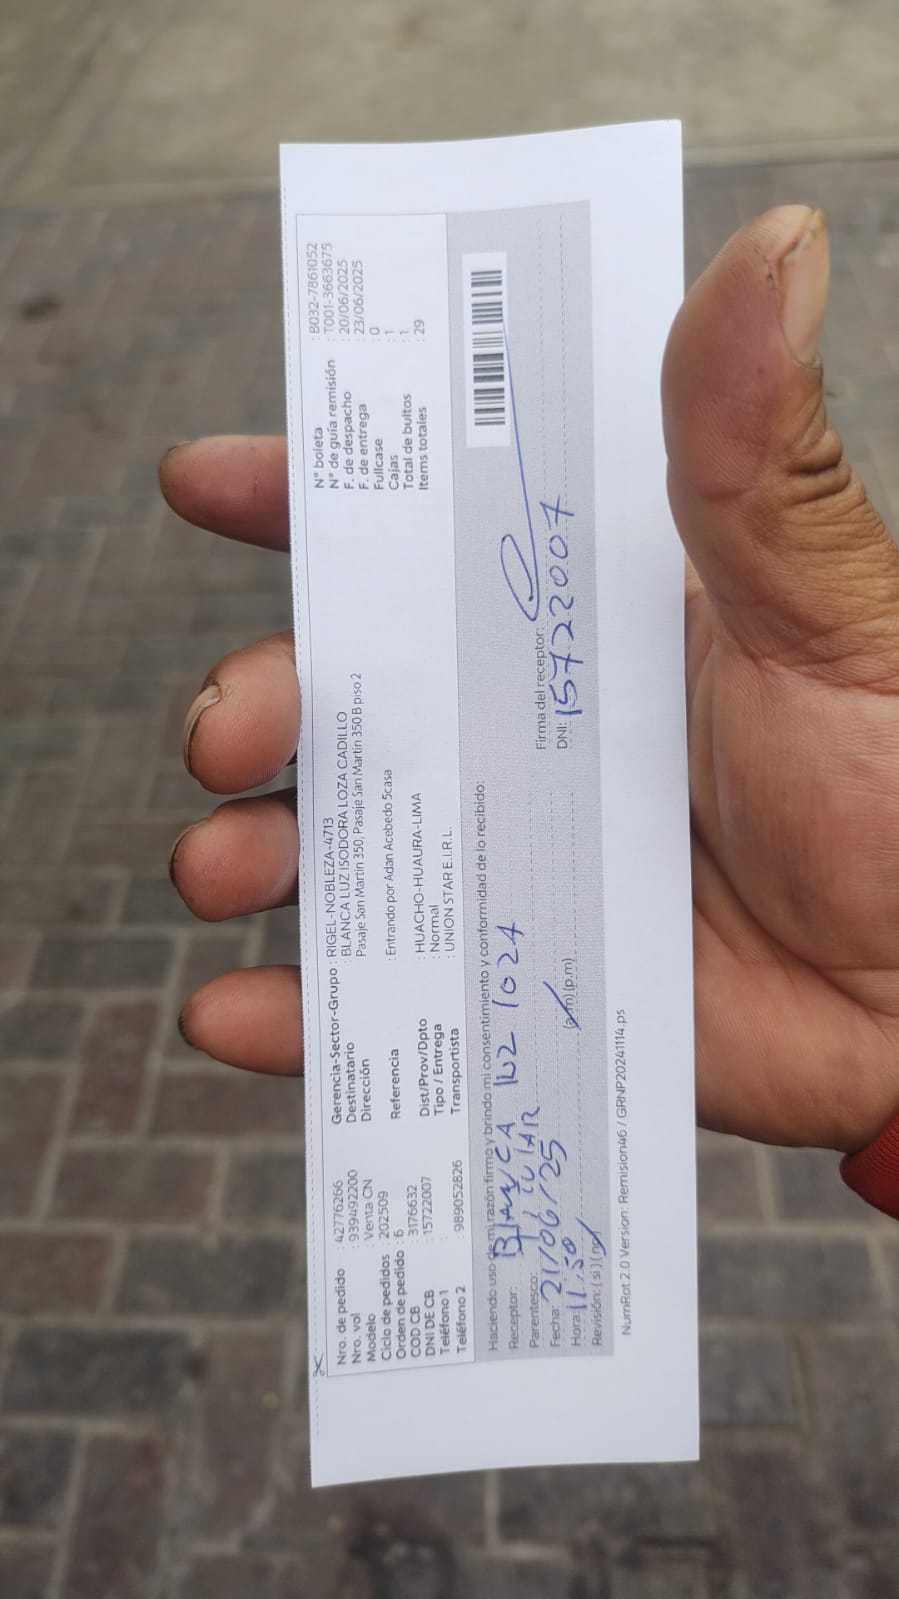 Nro. de pedido : 42776266
Nro. vol : 939492200
Modelo : Venta CN
Ciclo de pedidos : 202509
Orden de pedido : 6
COD CB : 3176632
DNI DE CB : 15722007
Teléfono 1 :
Teléfono 2 : 989052826
Gerencia-Sector-Grupo : RIGEL-NOBLEZA-4713
Destinatario : BLANCA LUZ ISODORA LOZA CADILLO
Dirección Pasaje San Martin 350, Pasaje San Martin 350 B piso 2
Referencia : Entrando por Adan Acebedo 5casa
Dist/Prov/Dpto : HUACHO-HUAURA-LIMA
Tipo / Entrega : Normal
Transportista : UNION STAR E.I.R.L.
N° boleta : B032-7861052
N° de guía remisión : T001-3663675
F. de despacho : 20/06/2025
F. de entrega : 23/06/2025
Fullcase : 0
Cajas : 1
Total de bultos : 1
Items totales : 29
Haciendo uso de mi razón firmo y brindo mi consentimiento y conformidad de lo recibido:
Receptor: BLANCA LUZ 1024
Parentesco: TITULAR
Fecha: 21/06/25
Hora: 11:50 (a.m) (p.m)
Revisión: ( si ) ( no )
Firma del receptor:
DNI: 15722007
NumRot 2.0 Version: Remision46 / GRNP20241114.ps